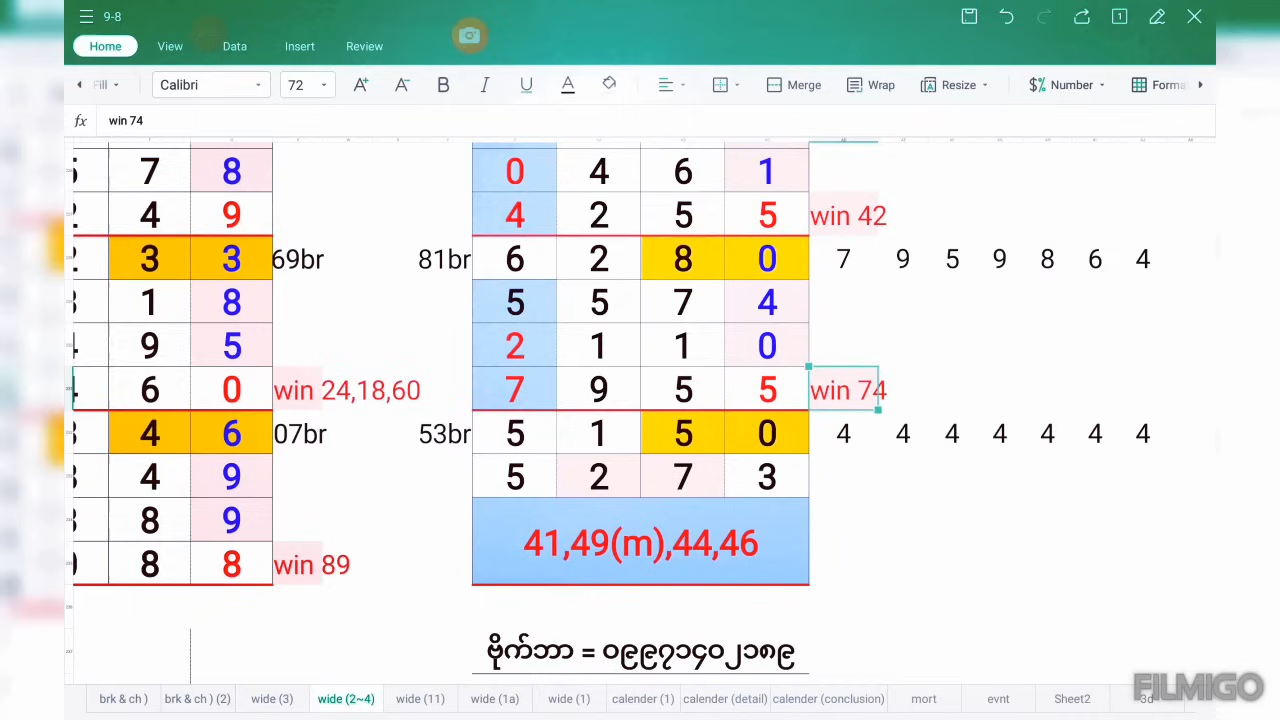 9-8
Home View Data Insert Review
Fill Calibri 72 A+ A- B I U A Merge Wrap Resize $% Number Forma
fx win 74
7 8 0 4 6 1
4 9 4 2 5 5 win 42
3 3 69br 81br 6 2 8 0 7 9 5 9 8 6 4
1 8 5 5 7 4
9 5 2 1 1 0
6 0 win 24,18,60 7 9 5 5 win 74
4 6 07br 53br 5 1 5 0 4 4 4 4 4 4 4
4 9 5 2 7 3
8 9
41,49(m),44,46
8 8 win 89
ဗိုက်ဘာ = ၀၉၉၇၁၄၀၂၁၈၉
brk & ch ) brk & ch ) (2) wide (3) wide (2~4) wide (11) wide (1a) wide (1) calender (1) calender (detail) calender (conclusion) mort evnt Sheet2 3d
FILMIGO